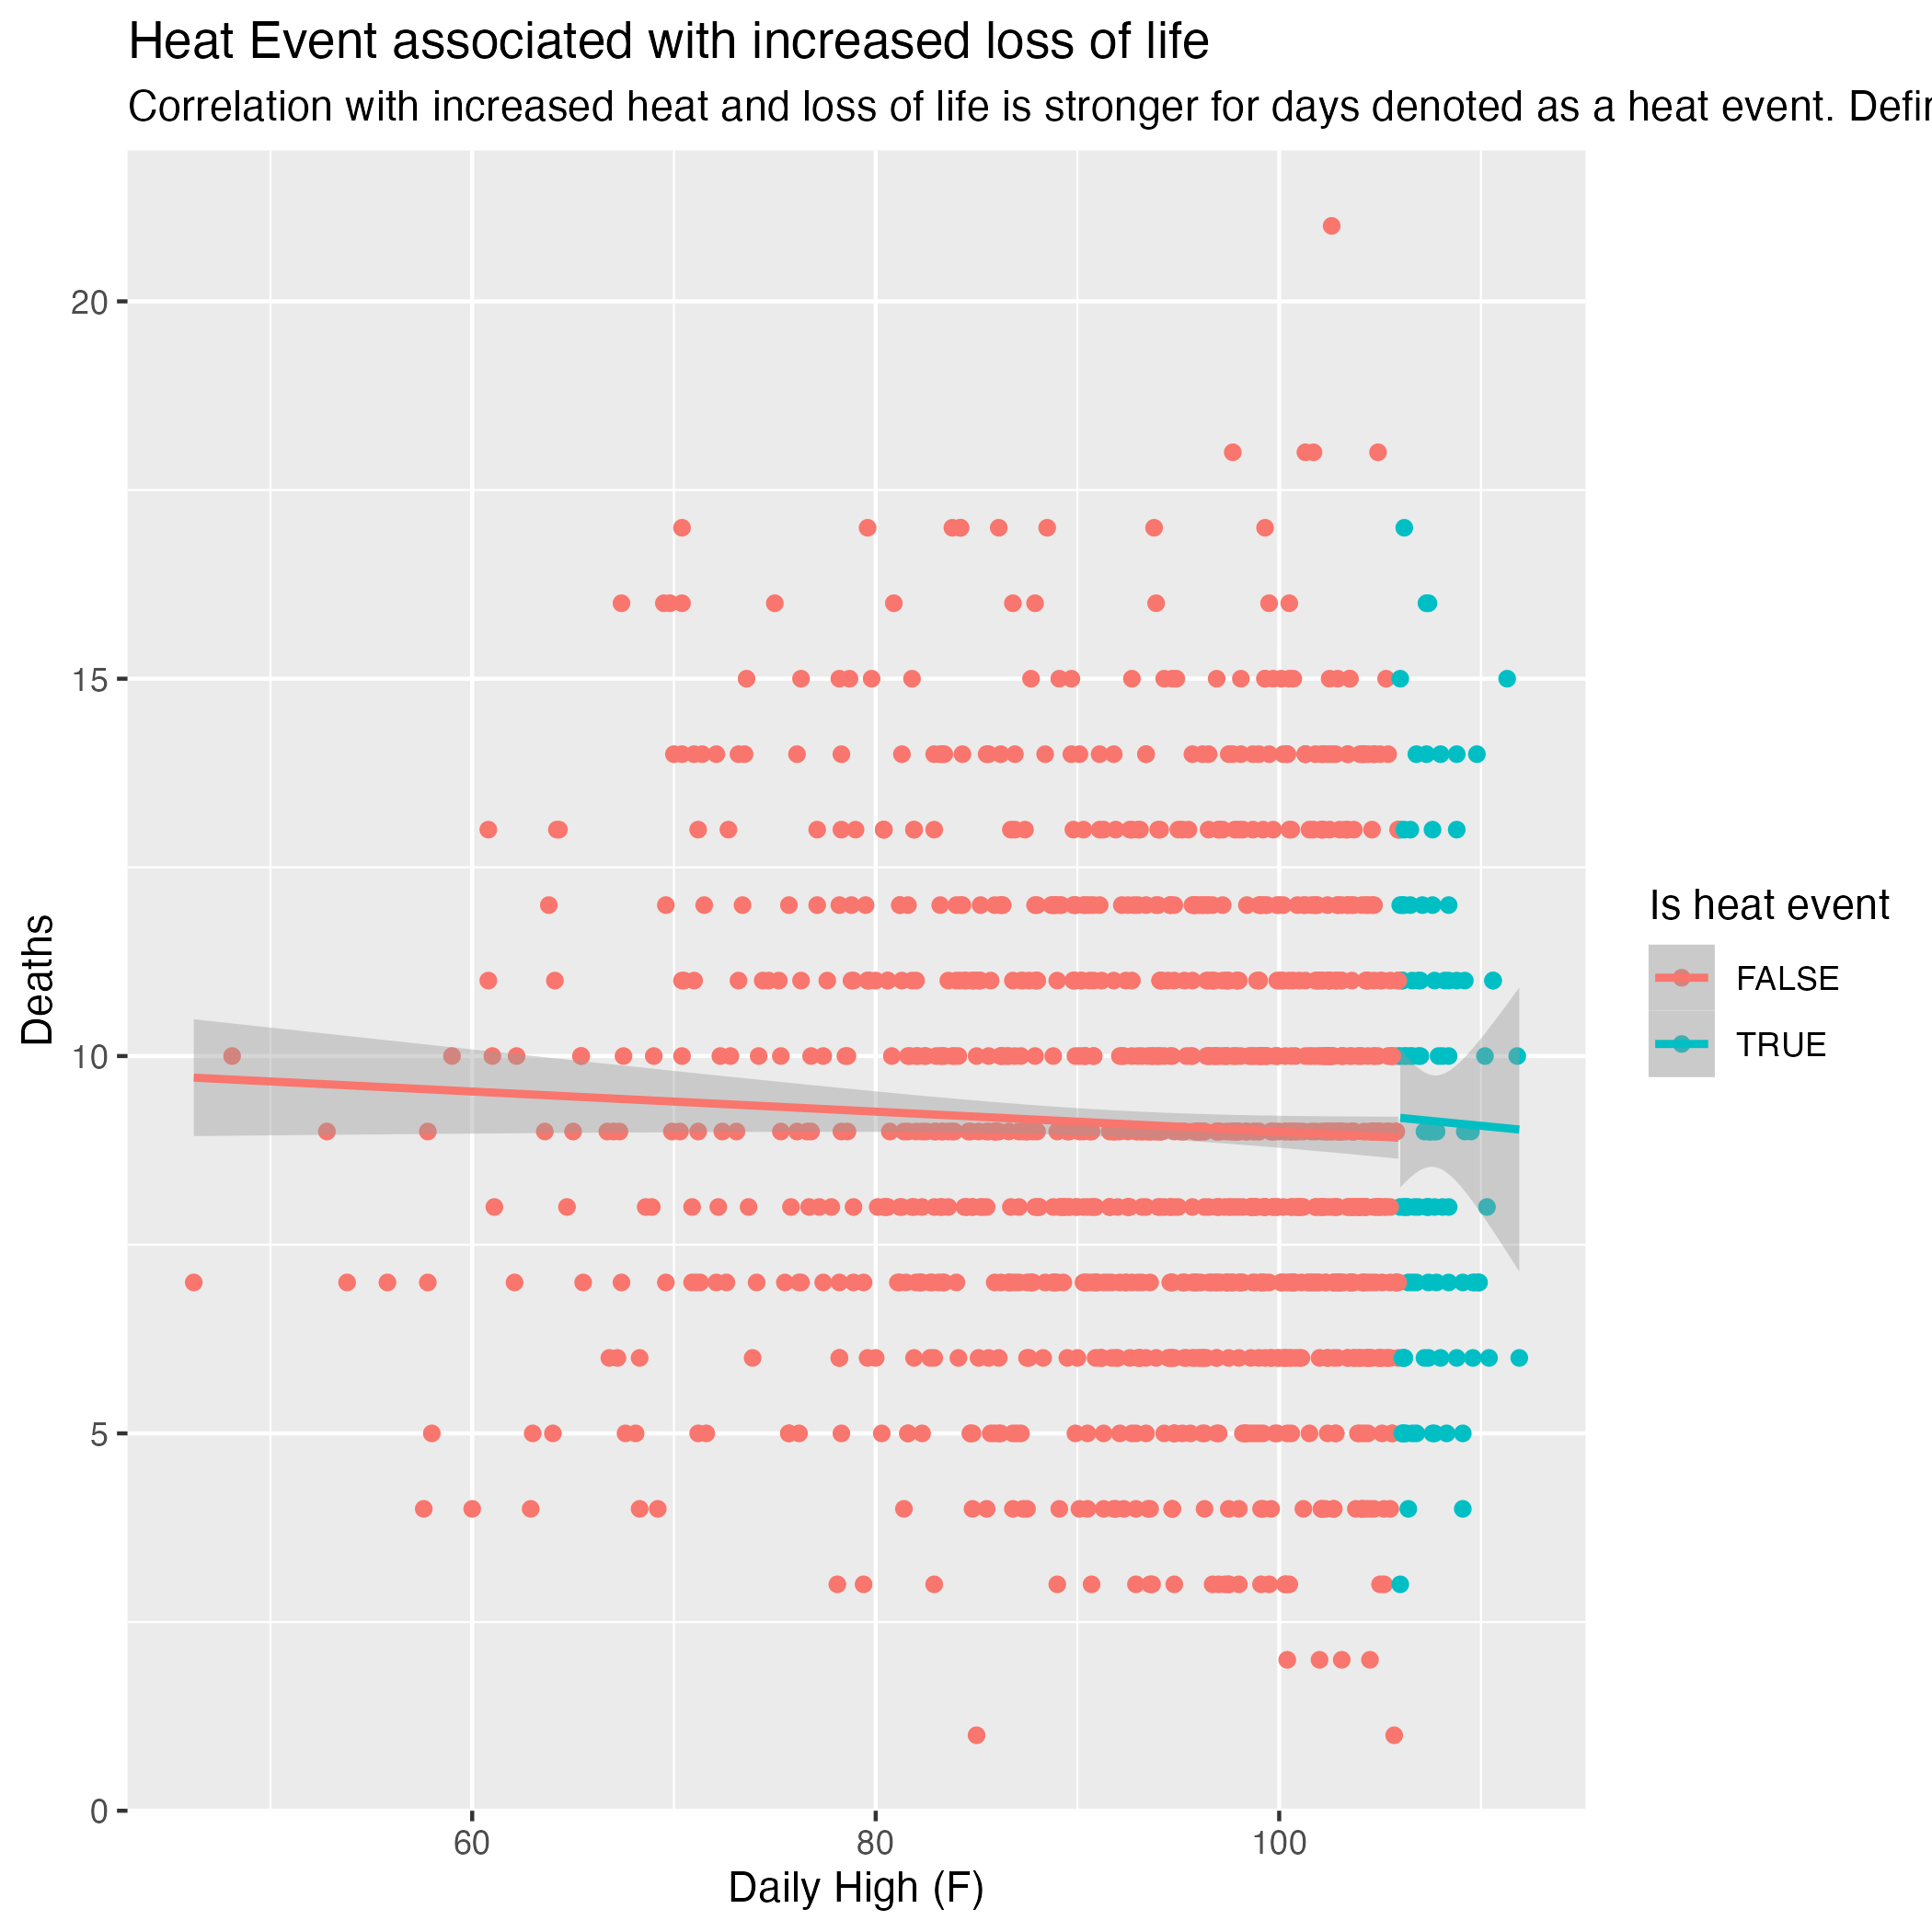 Heat Event associated with increased loss of life
Correlation with increased heat and loss of life is stronger for days denoted as a heat event.
20
15
10
5
0
60 80 100
Daily High (F)
Deaths
Is heat event
FALSE
TRUE